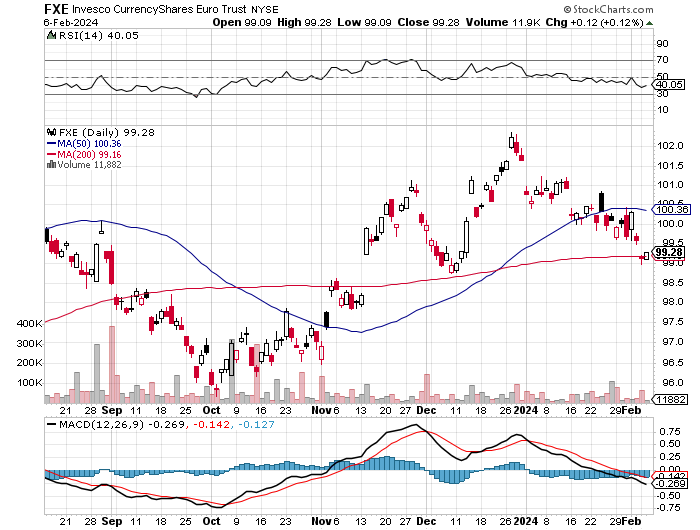 FXE Invesco CurrencyShares Euro Trust NYSE © StockCharts.com
6-Feb-2024 Open 99.09 High 99.28 Low 99.09 Close 99.28 Volume 11.9K Chg +0.12 (+0.12%)
RSI(14) 40.05
90
70
50
40.05
30
10
FXE (Daily) 99.28
MA(50) 100.36
MA(200) 99.16
Volume 11,882
102.0
101.5
101.0
100.5
100.36
100.0
99.5
99.28
99.0
98.5
98.0
97.5
97.0
96.5
96.0
400K
300K
200K
100K
11882
21 28 Sep 11 18 25 Oct 9 16 23 Nov 6 13 20 27 Dec 11 18 26 2024 8 16 22 29 Feb
MACD(12,26,9) -0.269, -0.142, -0.127
0.75
0.50
0.25
0.00
-0.142
-0.269
-0.50
-0.75
21 28 Sep 11 18 25 Oct 9 16 23 Nov 6 13 20 27 Dec 11 18 26 2024 8 16 22 29 Feb